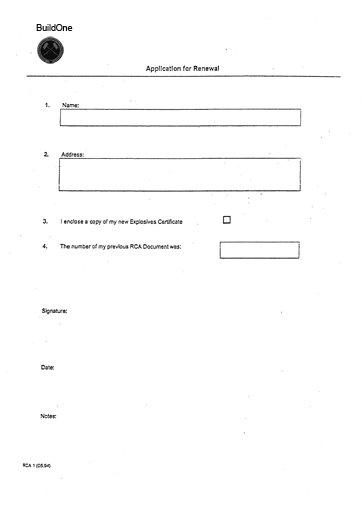 BuildOne
Application for Renewal
1. Name:
2. Address:
3. I enclose a copy of my new Explosives Certificate
4. The number of my previous RCA Document was:
Signature:
Date:
Notes:
RCA 1 (05.94)